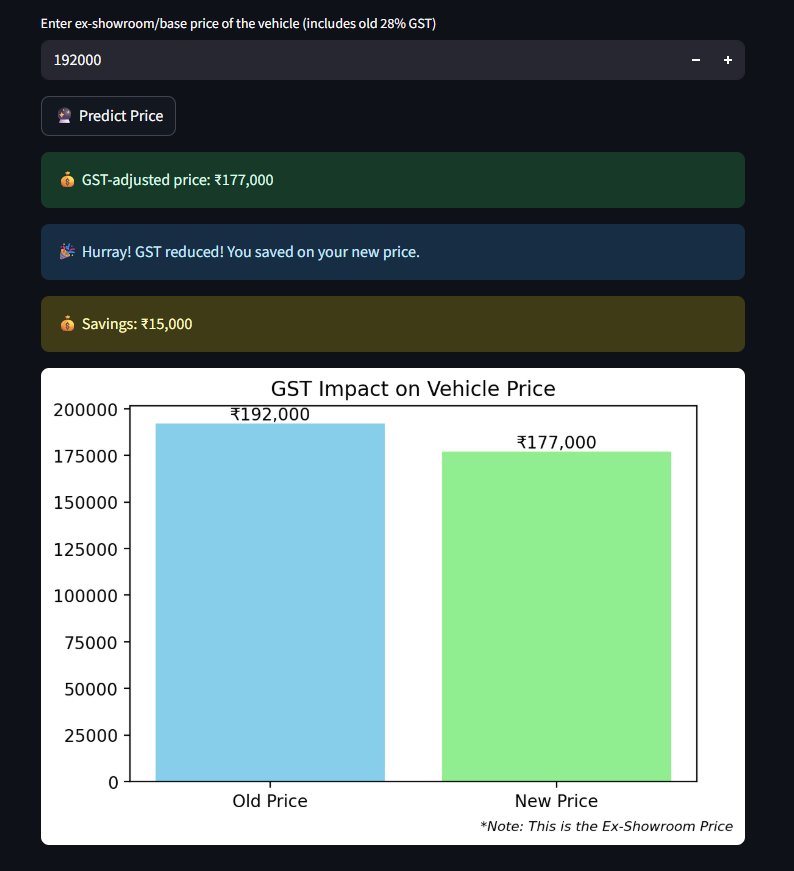 Enter ex-showroom/base price of the vehicle (includes old 28% GST)
192000 − +
🔮 Predict Price
💰 GST-adjusted price: ₹177,000
🎉 Hurray! GST reduced! You saved on your new price.
💰 Savings: ₹15,000
GST Impact on Vehicle Price
200000
175000
150000
125000
100000
75000
50000
25000
0
₹192,000
₹177,000
Old Price
New Price
*Note: This is the Ex-Showroom Price